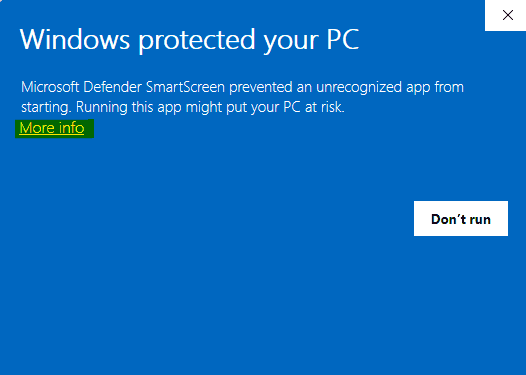 Windows protected your PC
Microsoft Defender SmartScreen prevented an unrecognized app from
starting. Running this app might put your PC at risk.
More info
Don’t run